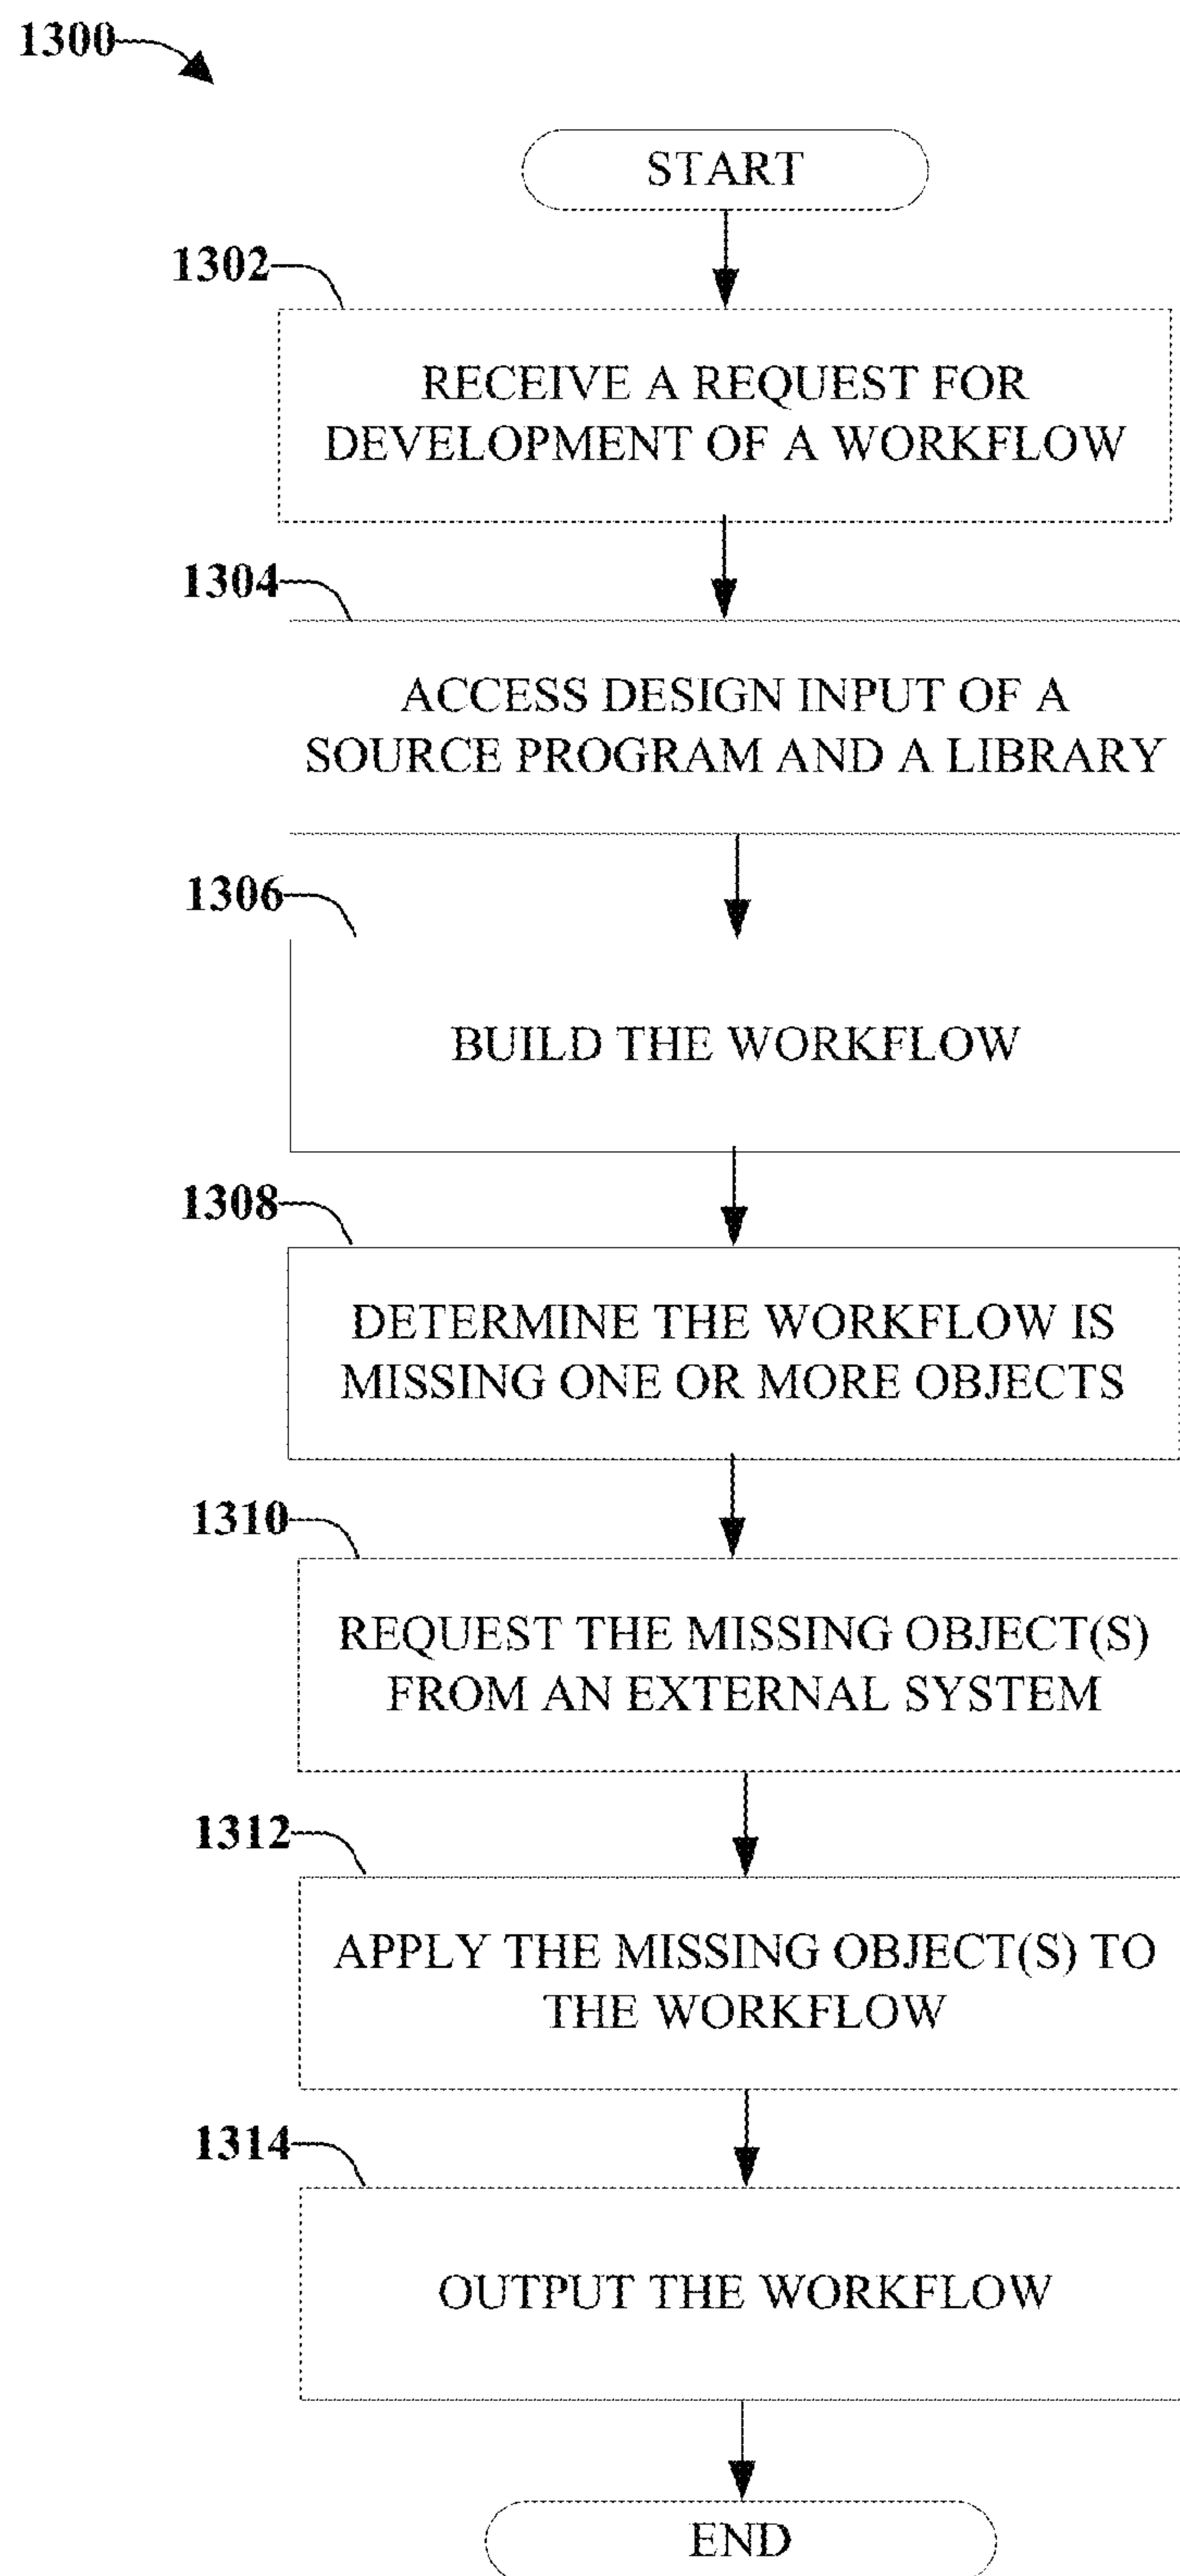 1300
START
1302
RECEIVE A REQUEST FOR
DEVELOPMENT OF A WORKFLOW
1304
ACCESS DESIGN INPUT OF A
SOURCE PROGRAM AND A LIBRARY
1306
BUILD THE WORKFLOW
1308
DETERMINE THE WORKFLOW IS
MISSING ONE OR MORE OBJECTS
1310
REQUEST THE MISSING OBJECT(S)
FROM AN EXTERNAL SYSTEM
1312
APPLY THE MISSING OBJECT(S) TO
THE WORKFLOW
1314
OUTPUT THE WORKFLOW
END